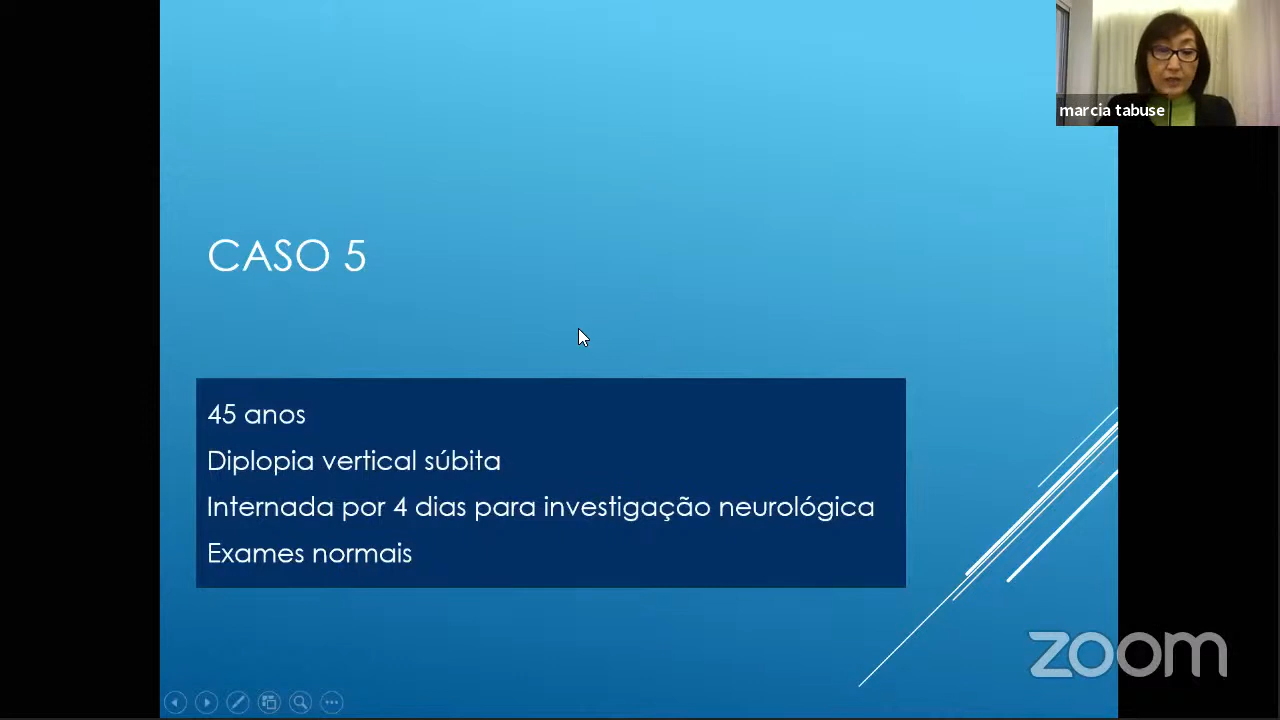 marcia tabuse
CASO 5
45 anos
Diplopia vertical súbita
Internada por 4 dias para investigação neurológica
Exames normais
zoom